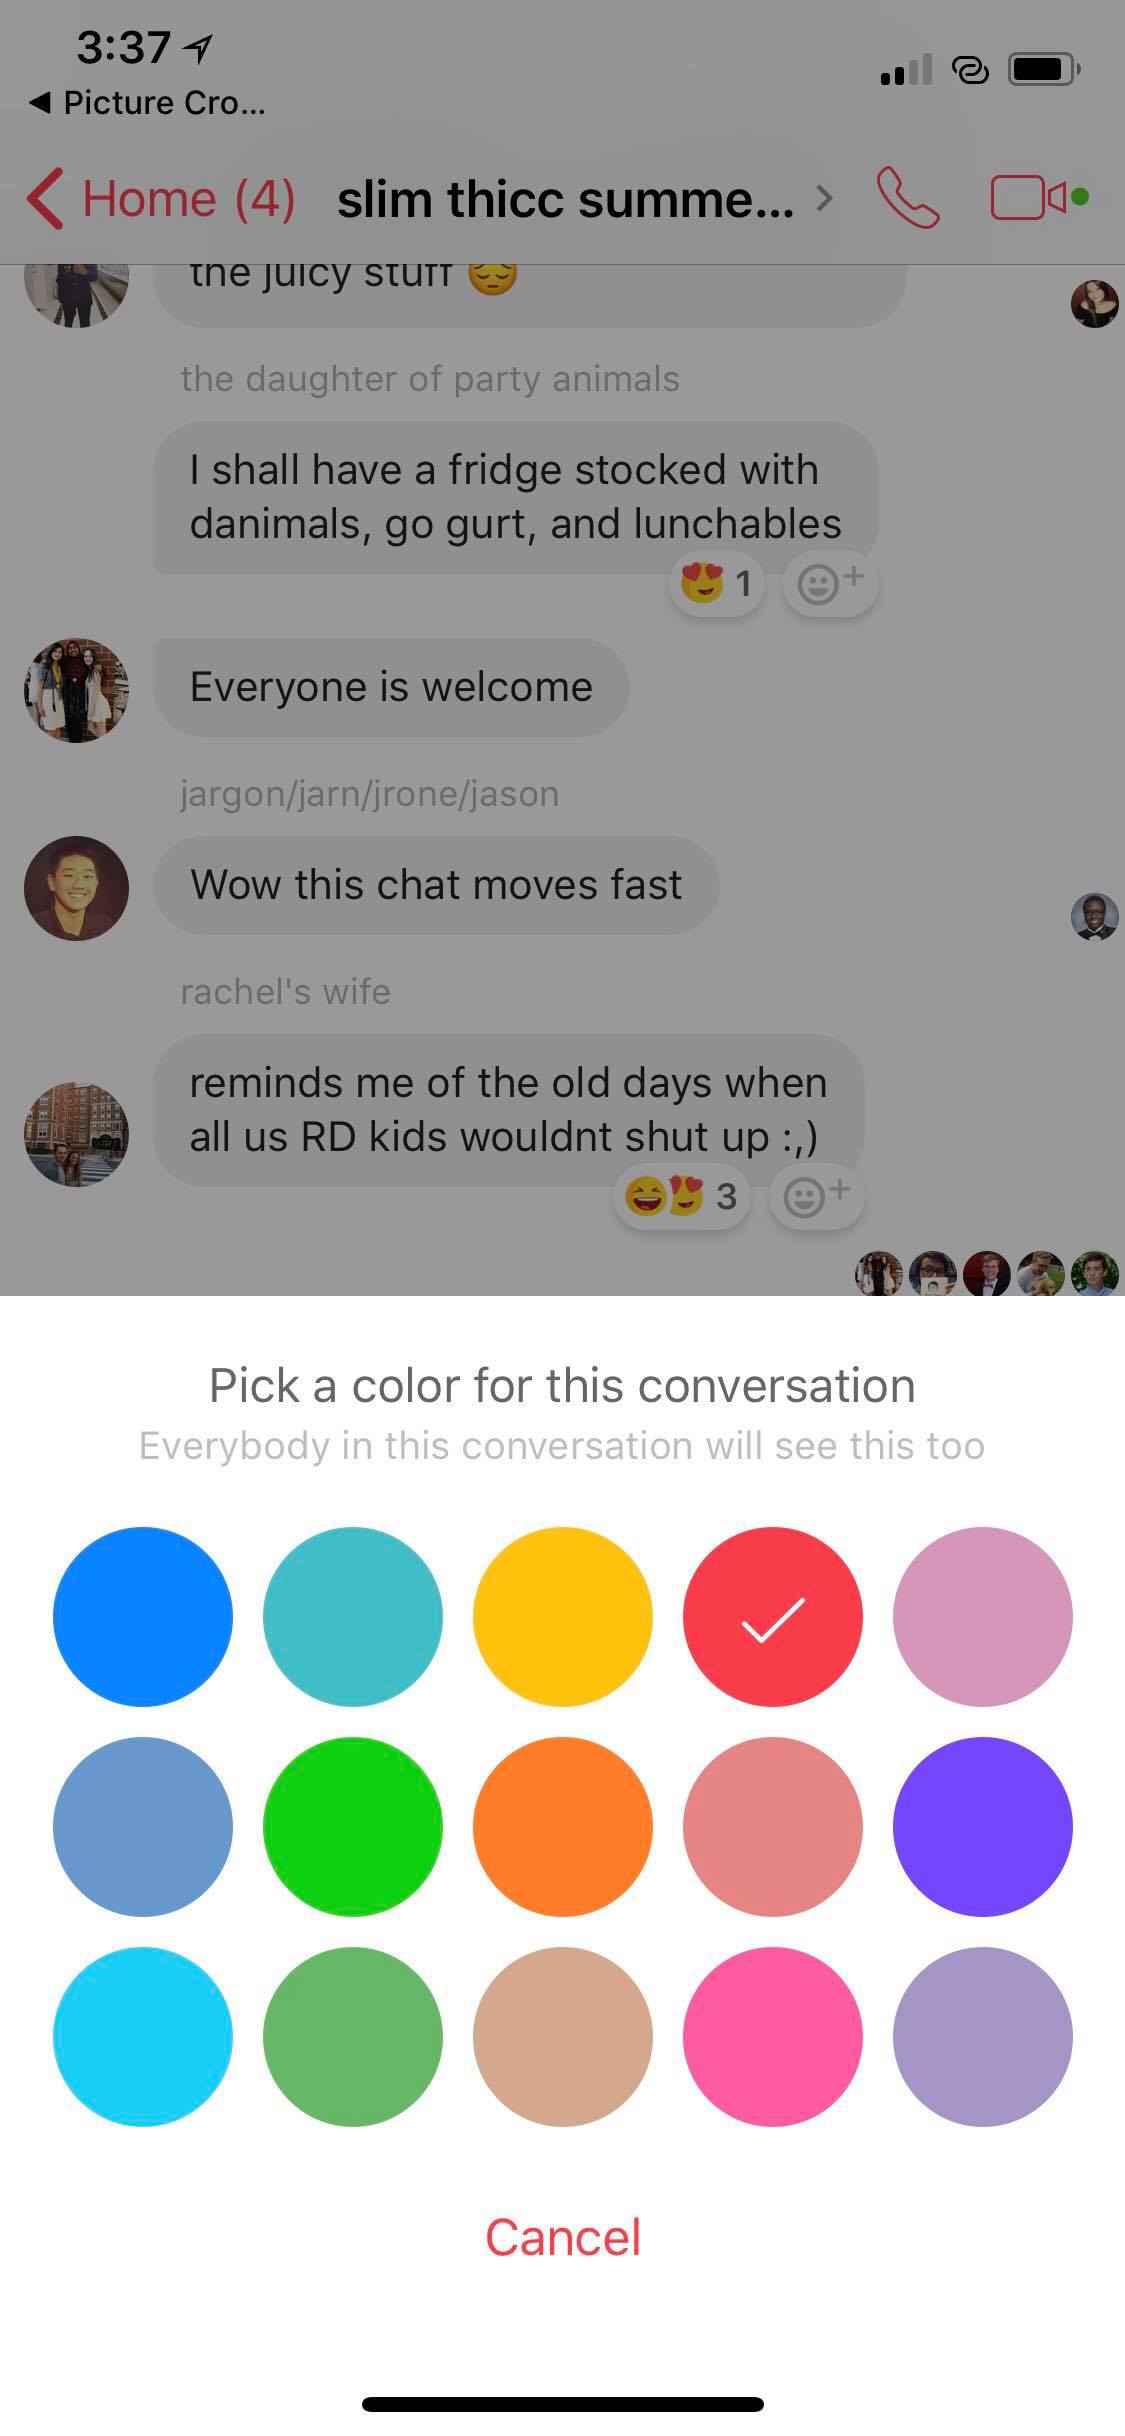 3:37
◀ Picture Cro...
Home (4) slim thicc summe... >
the juicy stuff 😔
the daughter of party animals
I shall have a fridge stocked with
danimals, go gurt, and lunchables
😍 1
Everyone is welcome
jargon/jarn/jrone/jason
Wow this chat moves fast
rachel's wife
reminds me of the old days when
all us RD kids wouldnt shut up :,)
😆😍 3
Pick a color for this conversation
Everybody in this conversation will see this too
Cancel